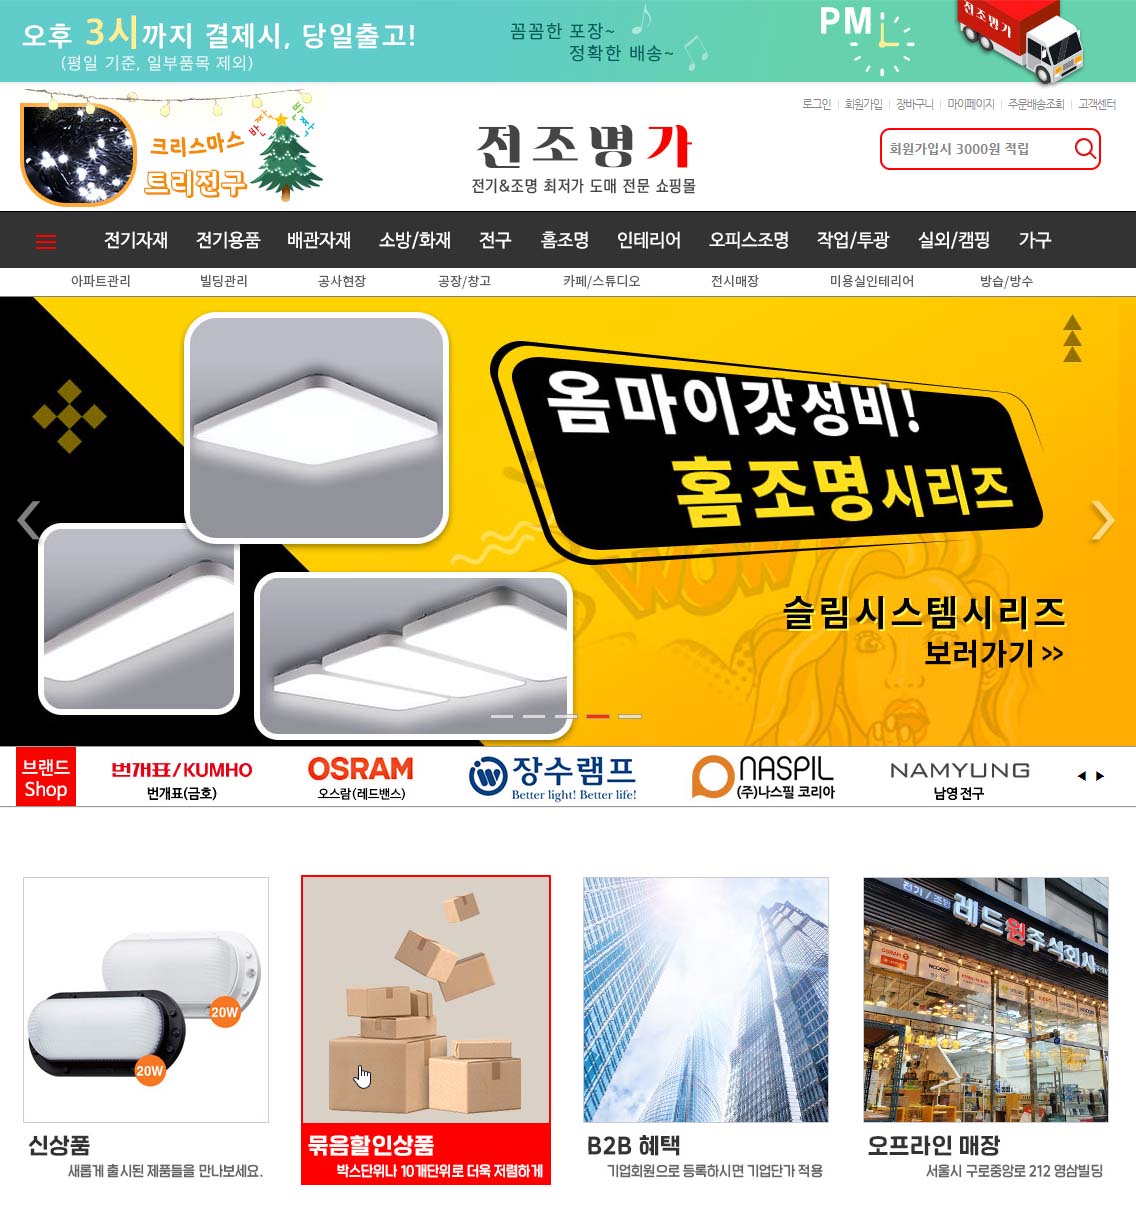 오후 3시까지 결제시, 당일출고!
(평일 기준, 일부품목 제외)
꼼꼼한 포장~
정확한 배송~
PM
전조명가
로그인
회원가입
장바구니
마이페이지
주문배송조회
고객센터
크리스마스
트리전구
반짝반짝
전조명가
전기&조명 최저가 도매 전문 쇼핑몰
회원가입시 3000원 적립
전기자재 전기용품 배관자재 소방/화재 전구 홈조명 인테리어 오피스조명 작업/투광 실외/캠핑 가구
아파트관리 빌딩관리 공사현장 공장/창고 카페/스튜디오 전시매장 미용실인테리어 방습/방수
옴마이갓성비!
홈조명시리즈
WOW
슬림시스템시리즈
보러가기 >>
브랜드
Shop
번개표/KUMHO
번개표(금호)
OSRAM
오스람(레드밴스)
장수램프
Better light! Better life!
NASPIL
(주)나스필 코리아
NAMYUNG
남영 전구
20W
20W
전기 / 조명
레드원주식회사
신상품
새롭게 출시된 제품들을 만나보세요.
묶음할인상품
박스단위나 10개단위로 더욱 저렴하게
B2B 혜택
기업회원으로 등록하시면 기업단가 적용
오프라인 매장
서울시 구로중앙로 212 영삼빌딩